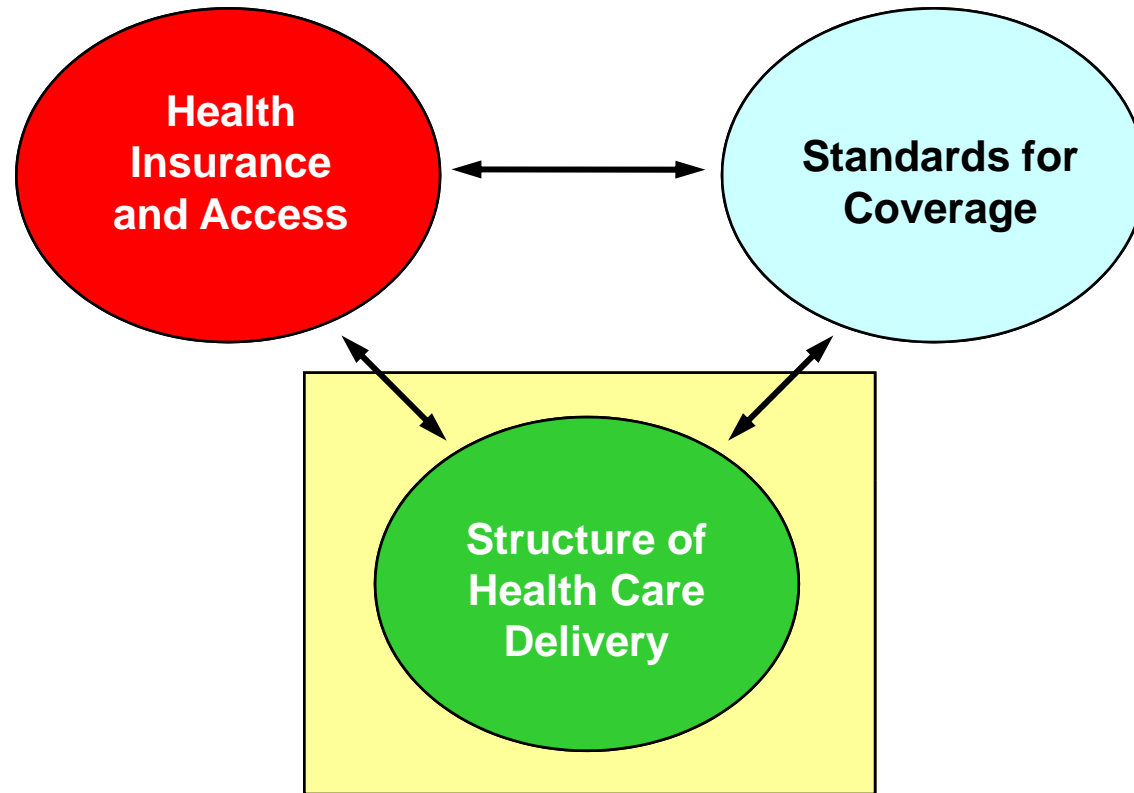 Health
Insurance
and Access
Standards for
Coverage
Structure of
Health Care
Delivery